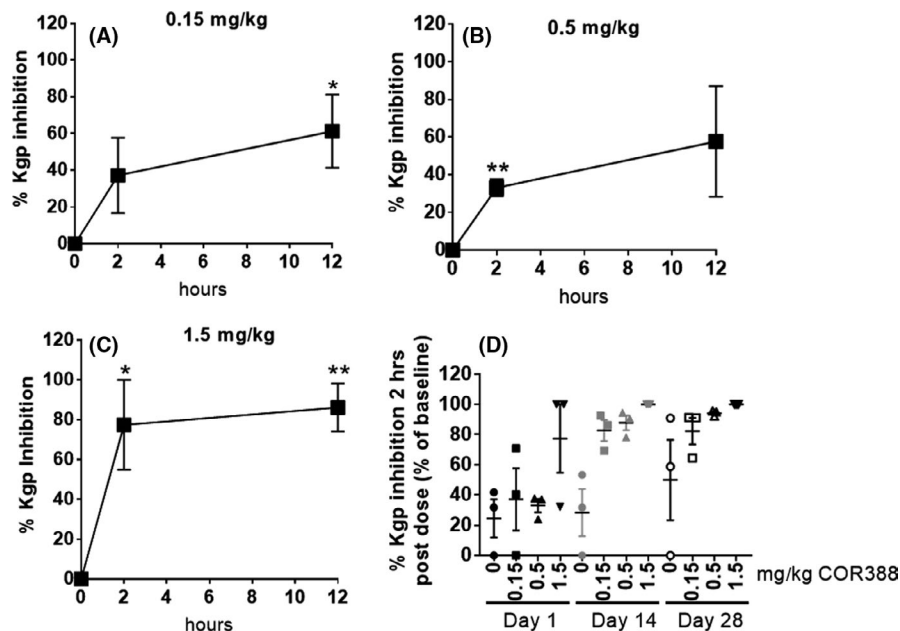 (A) 0.15 mg/kg
% Kgp inhibition
120
100
80
60
40
20
0
*
0 2 4 6 8 10 12
hours
(B) 0.5 mg/kg
% Kgp inhibition
120
100
80
60
40
20
0
**
0 2 4 6 8 10 12
hours
(C) 1.5 mg/kg
% Kgp Inhibition
120
100
80
60
40
20
0
* **
0 2 4 6 8 10 12
hours
(D)
% Kgp inhibition 2 hrs
post dose (% of baseline)
120
100
80
60
40
20
0
0 0.15 0.5 1.5 0 0.15 0.5 1.5 0 0.15 0.5 1.5 mg/kg COR388
Day 1 Day 14 Day 28